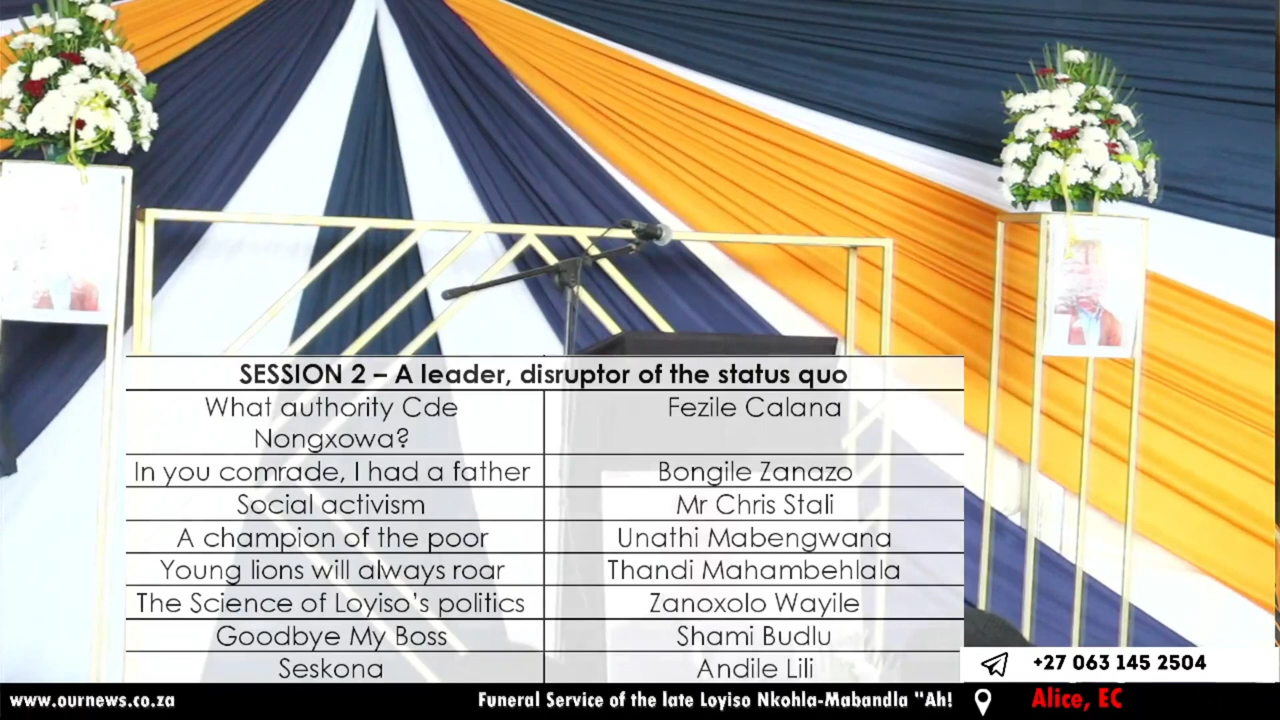 SESSION 2 – A leader, disruptor of the status quo
What authority Cde
Nongxowa?
Fezile Calana
In you comrade, I had a father
Bongile Zanazo
Social activism
Mr Chris Stali
A champion of the poor
Unathi Mabengwana
Young lions will always roar
Thandi Mahambehlala
The Science of Loyiso's politics
Zanoxolo Wayile
Goodbye My Boss
Shami Budlu
Seskona
Andile Lili
+27 063 145 2504
www.ournews.co.za
Funeral Service of the late Loyiso Nkohla-Mabandla "Ah!
Alice, EC